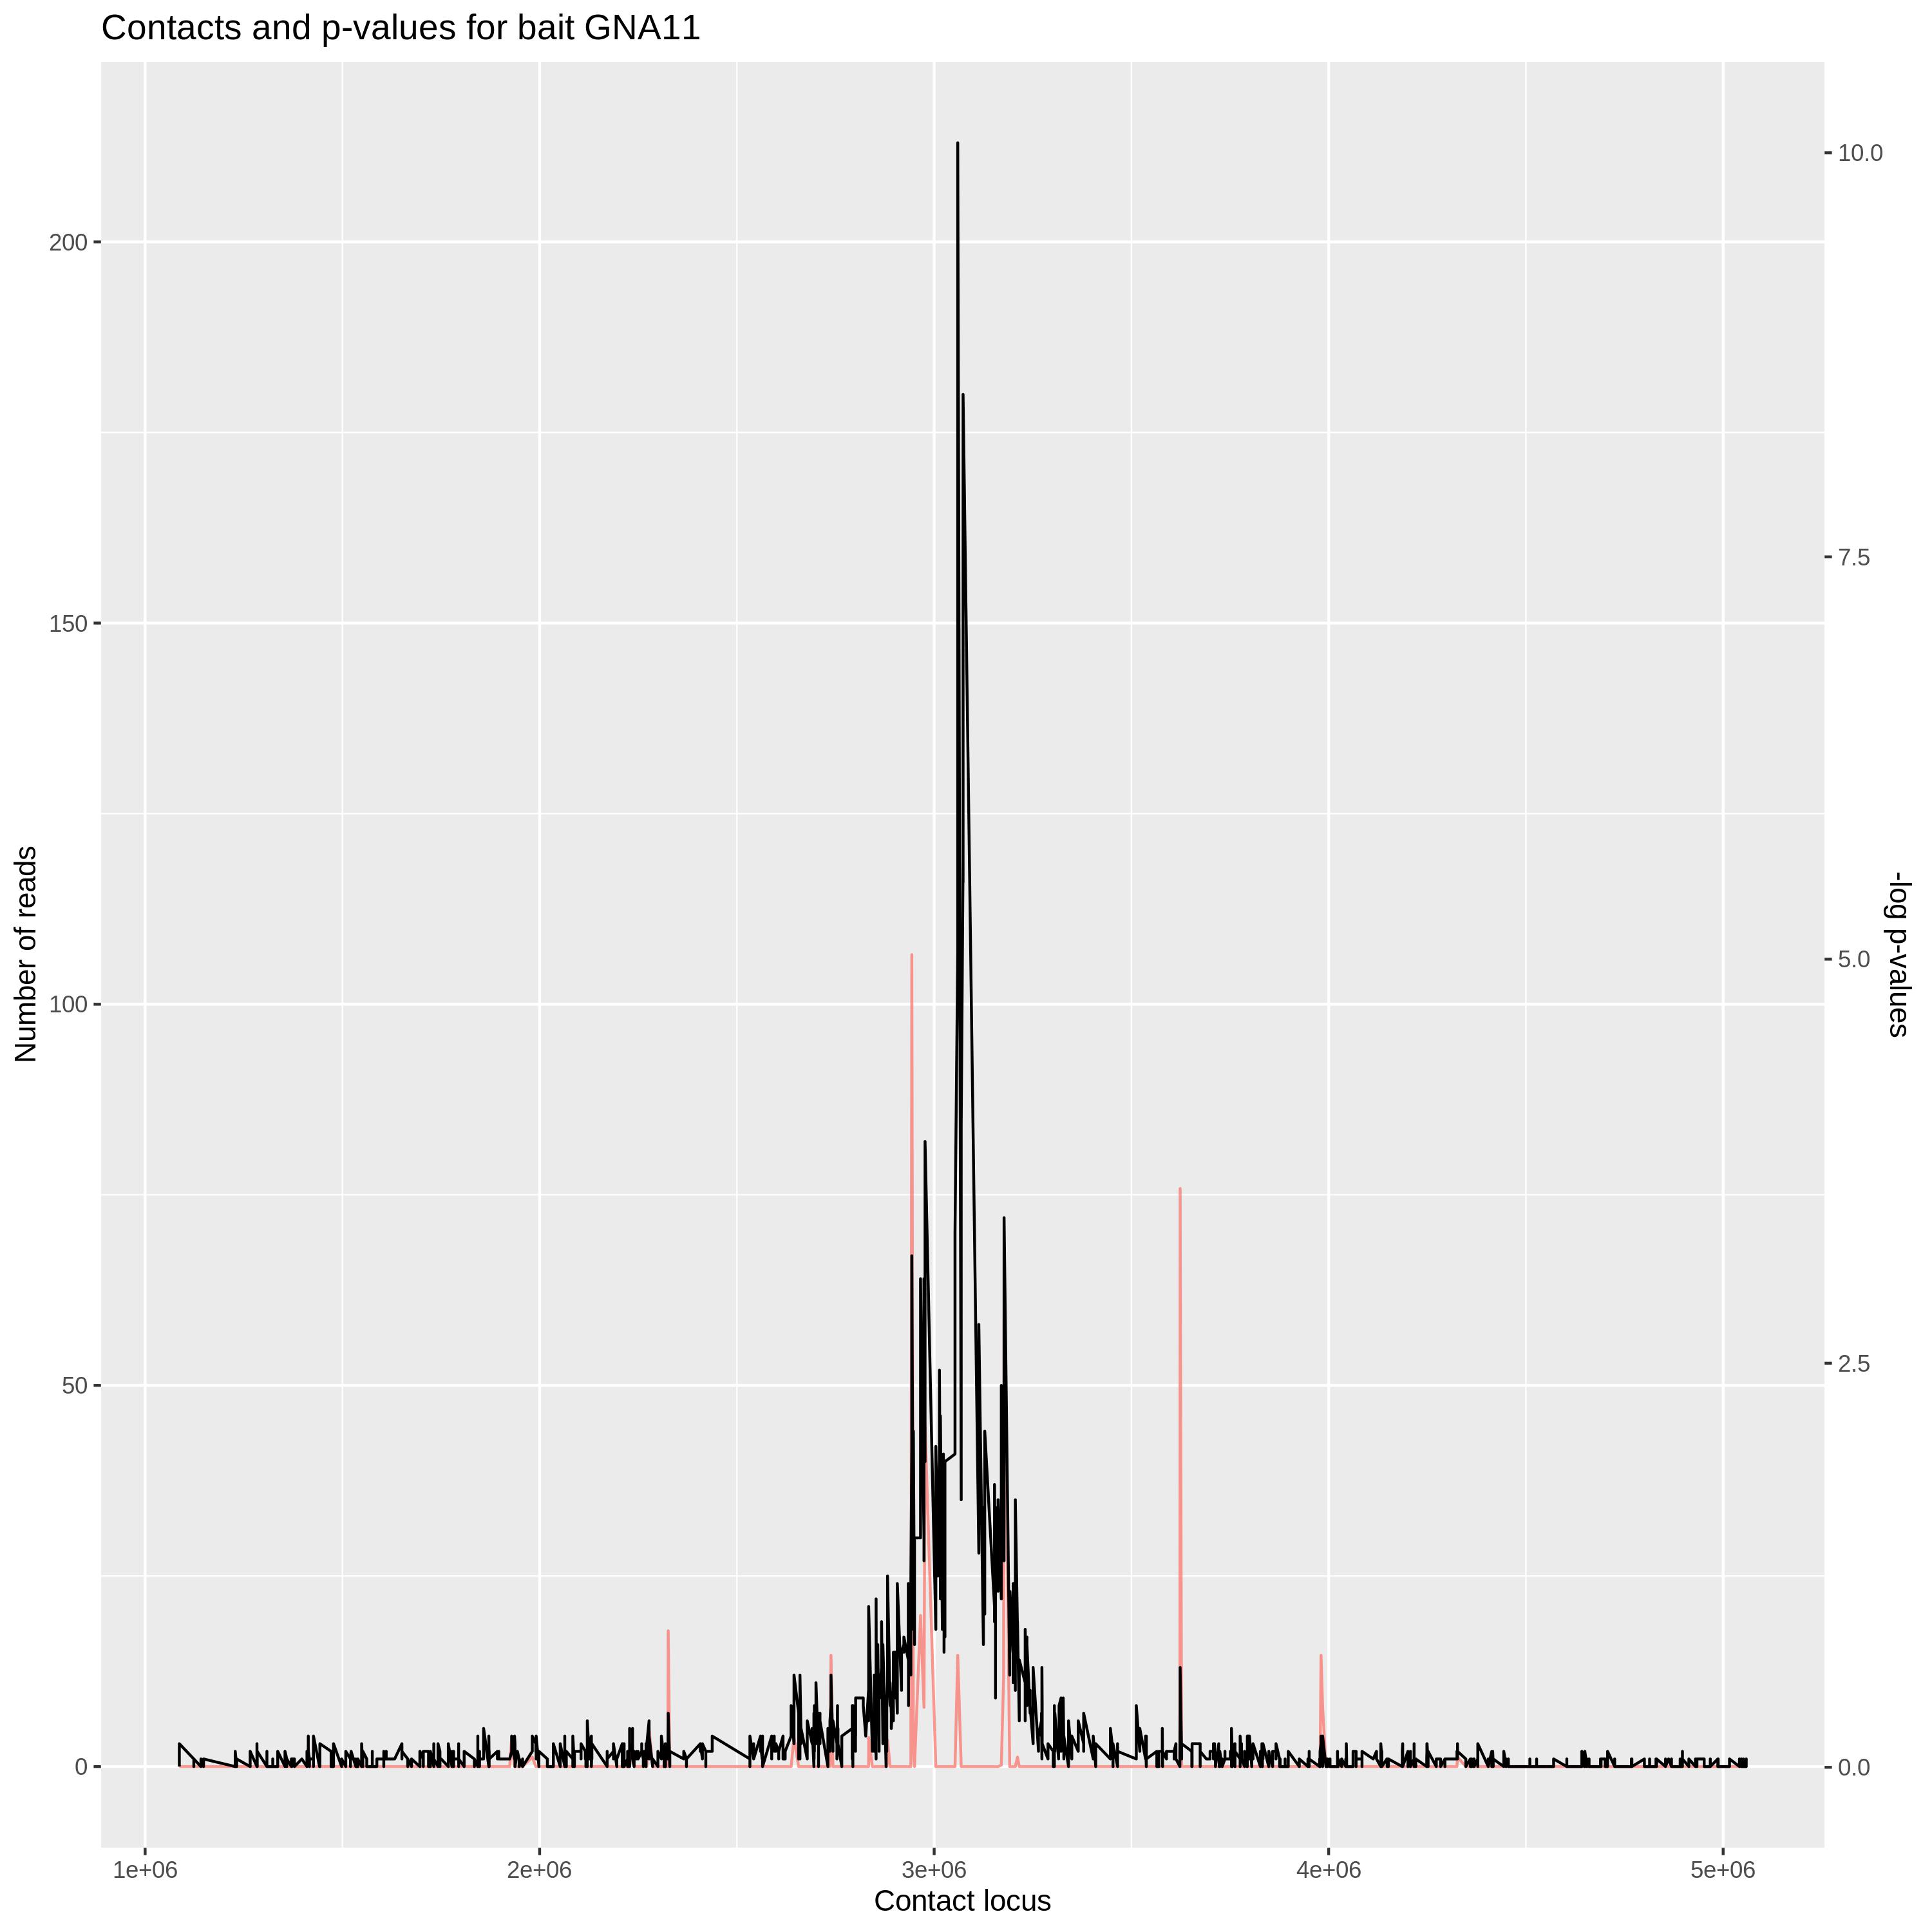 Contacts and p-values for bait GNA11
200
150
100
50
0
Number of reads
10.0
7.5
5.0
2.5
0.0
-log p-values
1e+06
2e+06
3e+06
4e+06
5e+06
Contact locus